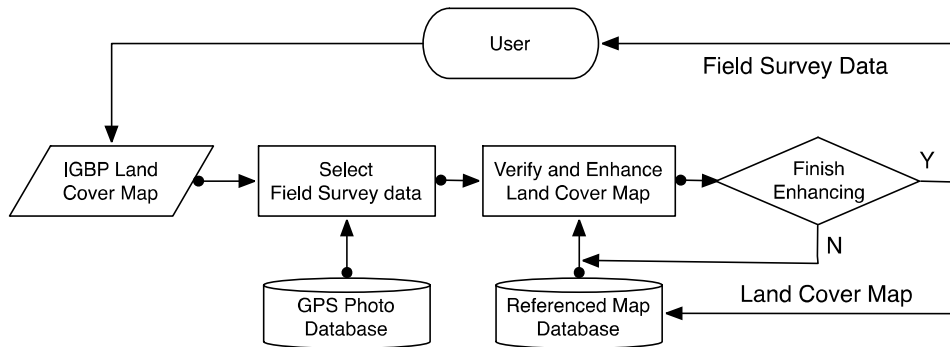 User
Field Survey Data
IGBP Land
Cover Map
Select
Field Survey data
Verify and Enhance
Land Cover Map
Finish
Enhancing
Y
N
GPS Photo
Database
Referenced Map
Database
Land Cover Map